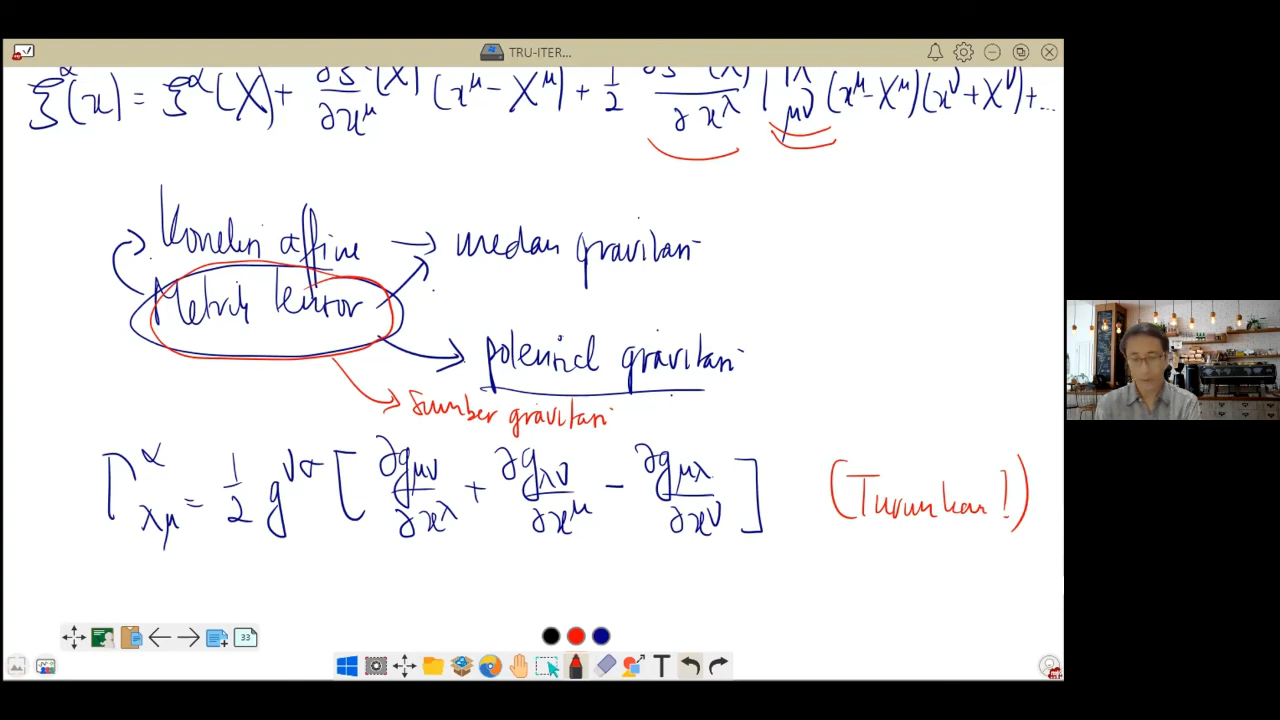 TRU-ITER...
ξ^α(x) = ξ^α(X) + ∂ξ^α(X)/∂x^μ (x^μ - X^μ) + 1/2 ∂ξ^α(X)/∂x^λ Γ^λ_μν (x^μ - X^μ)(x^ν + X^ν) + ...
Koneksi affine → medan gravitasi
Metrik tensor
potensial gravitasi
Sumber gravitasi
Γ^α_λμ = 1/2 g^νσ [ ∂g_μν/∂x^λ + ∂g_λν/∂x^μ - ∂g_μλ/∂x^ν ] (Turunkan!)
33
T